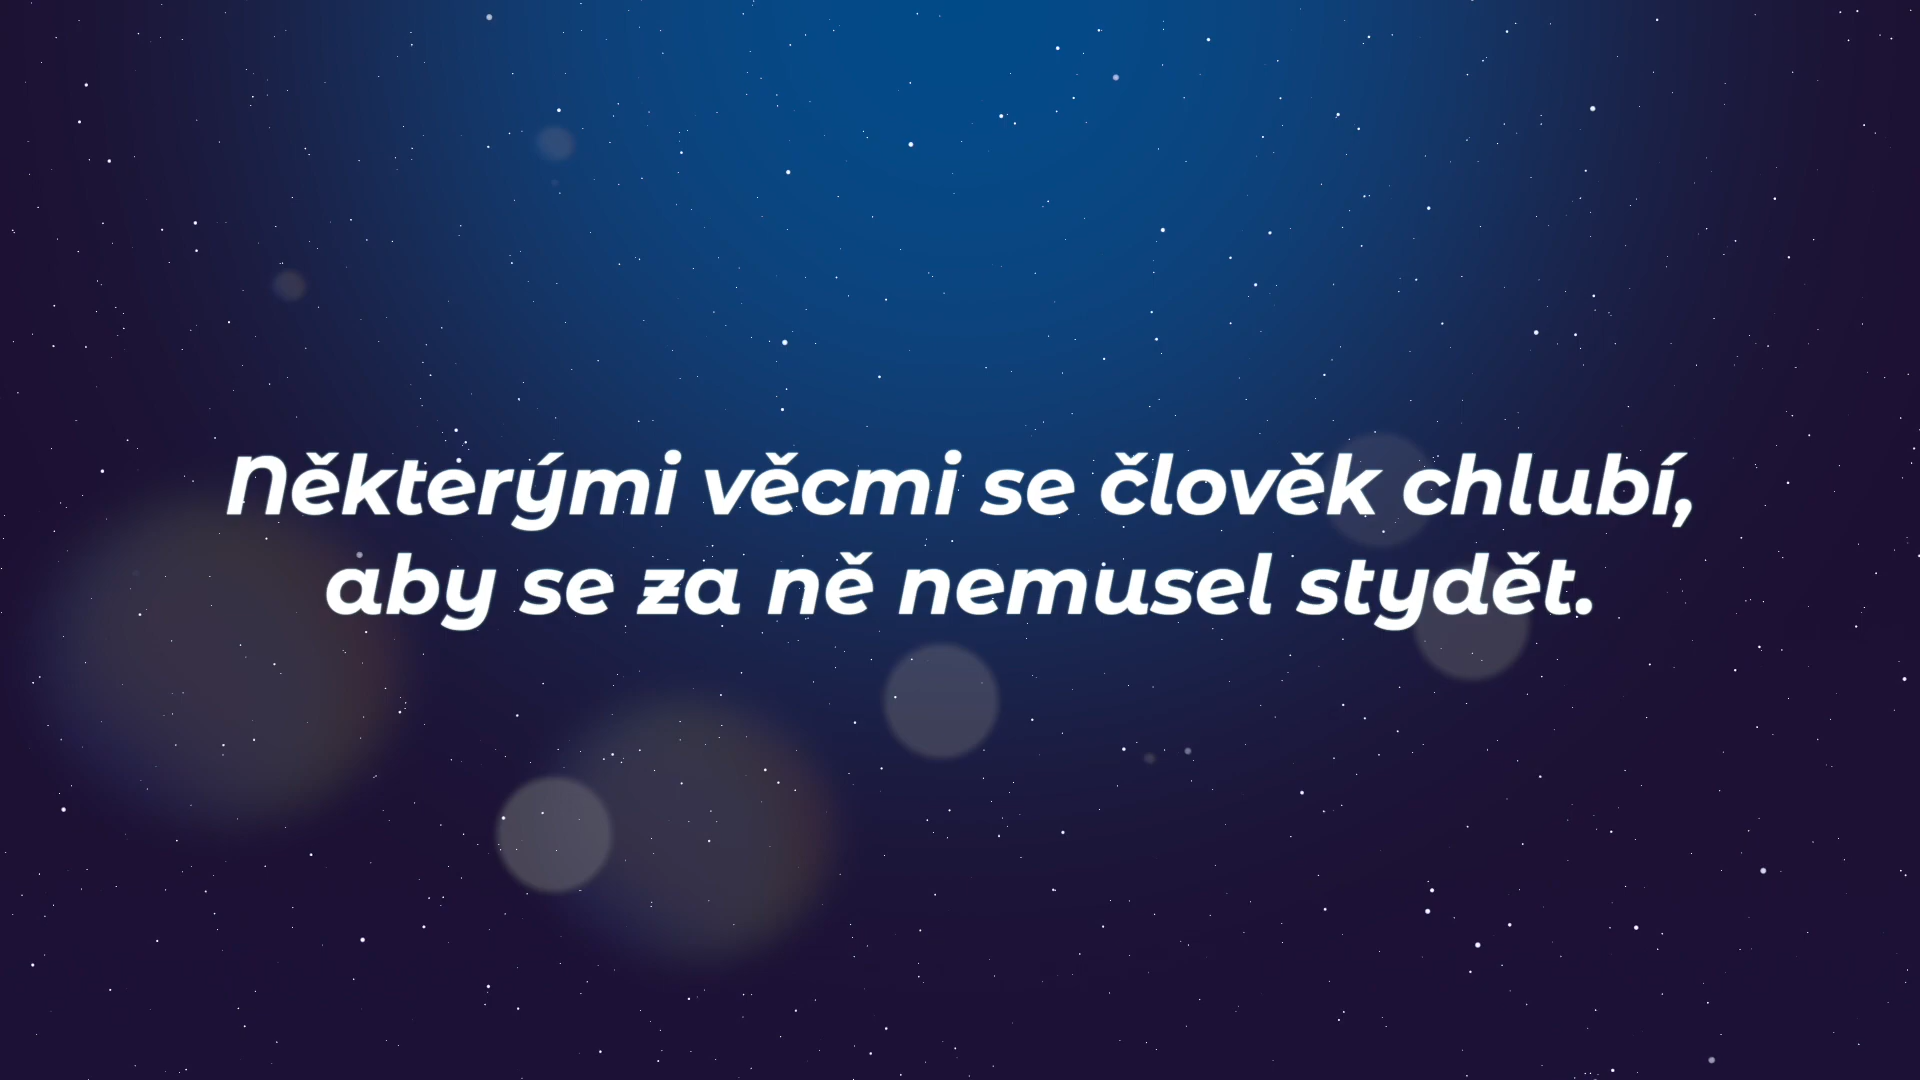 Některými věcmi se člověk chlubí,
aby se za ně nemusel stydět.